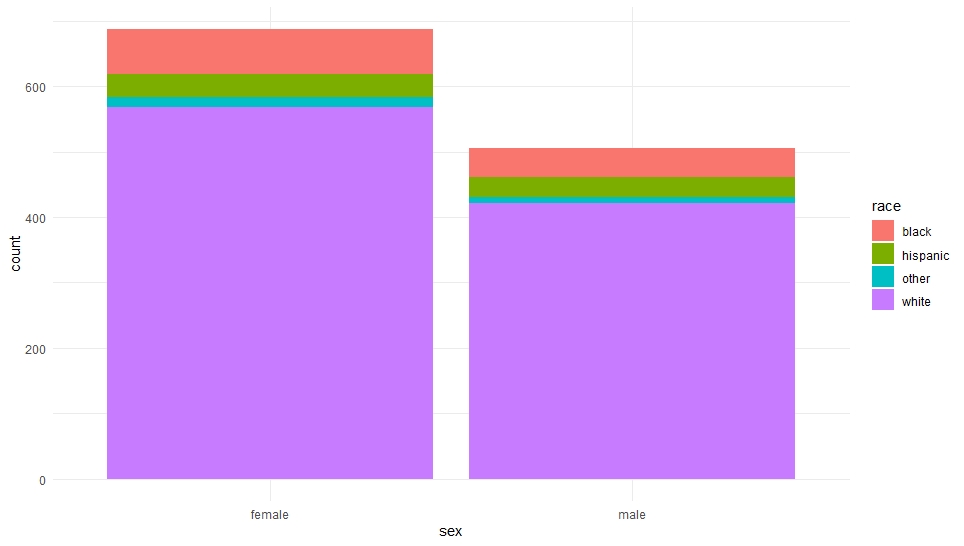 600
400
200
0
count
female
male
sex
race
black
hispanic
other
white